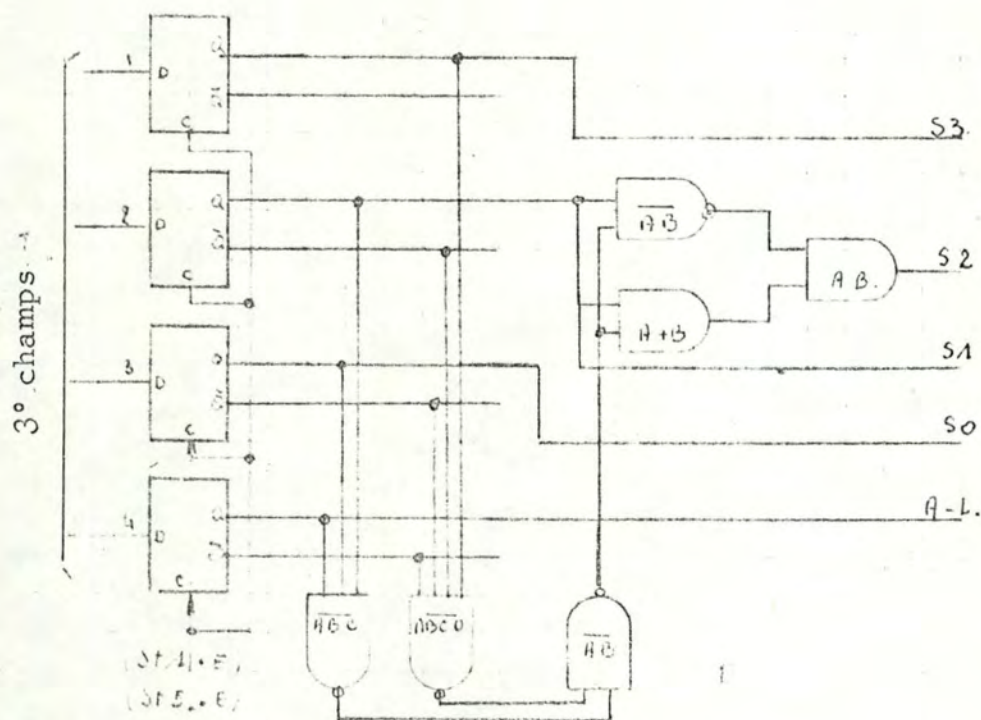 3° champs
1
D
Q
Q̅
C
S3
2
D
Q
Q̅
C
A̅B̅
A B.
S2
A+B
S1
3
D
Q
Q̅
C
S0
4
D
Q
Q̅
C
A-L.
A̅B̅C̅
A̅B̅C̅D̅
A̅B̅